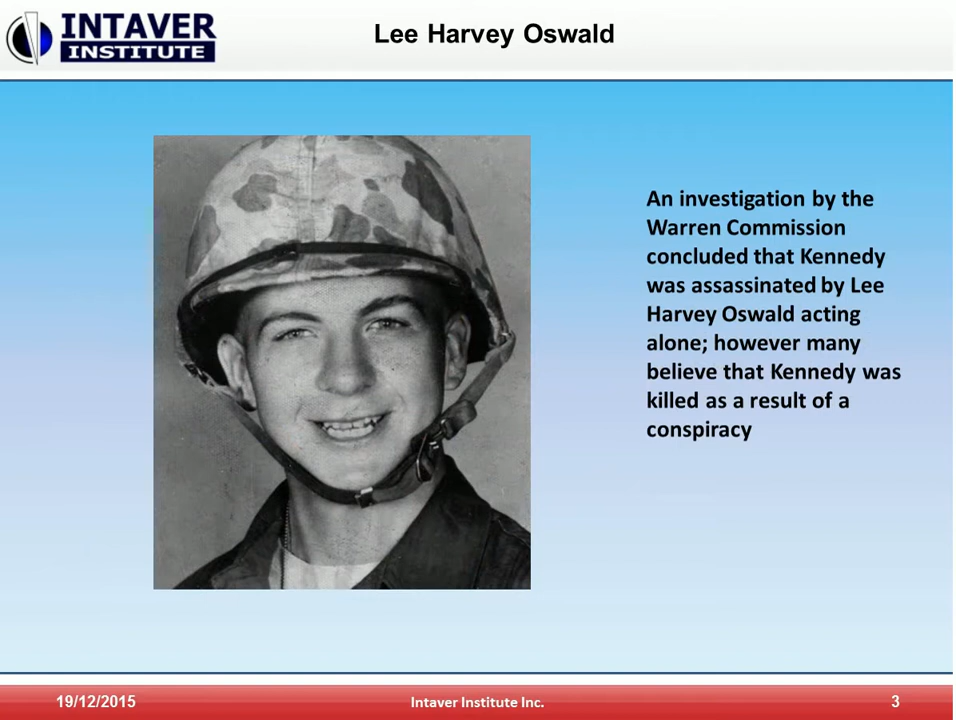 INTAVER
INSTITUTE
Lee Harvey Oswald
An investigation by the
Warren Commission
concluded that Kennedy
was assassinated by Lee
Harvey Oswald acting
alone; however many
believe that Kennedy was
killed as a result of a
conspiracy
19/12/2015
Intaver Institute Inc.
3